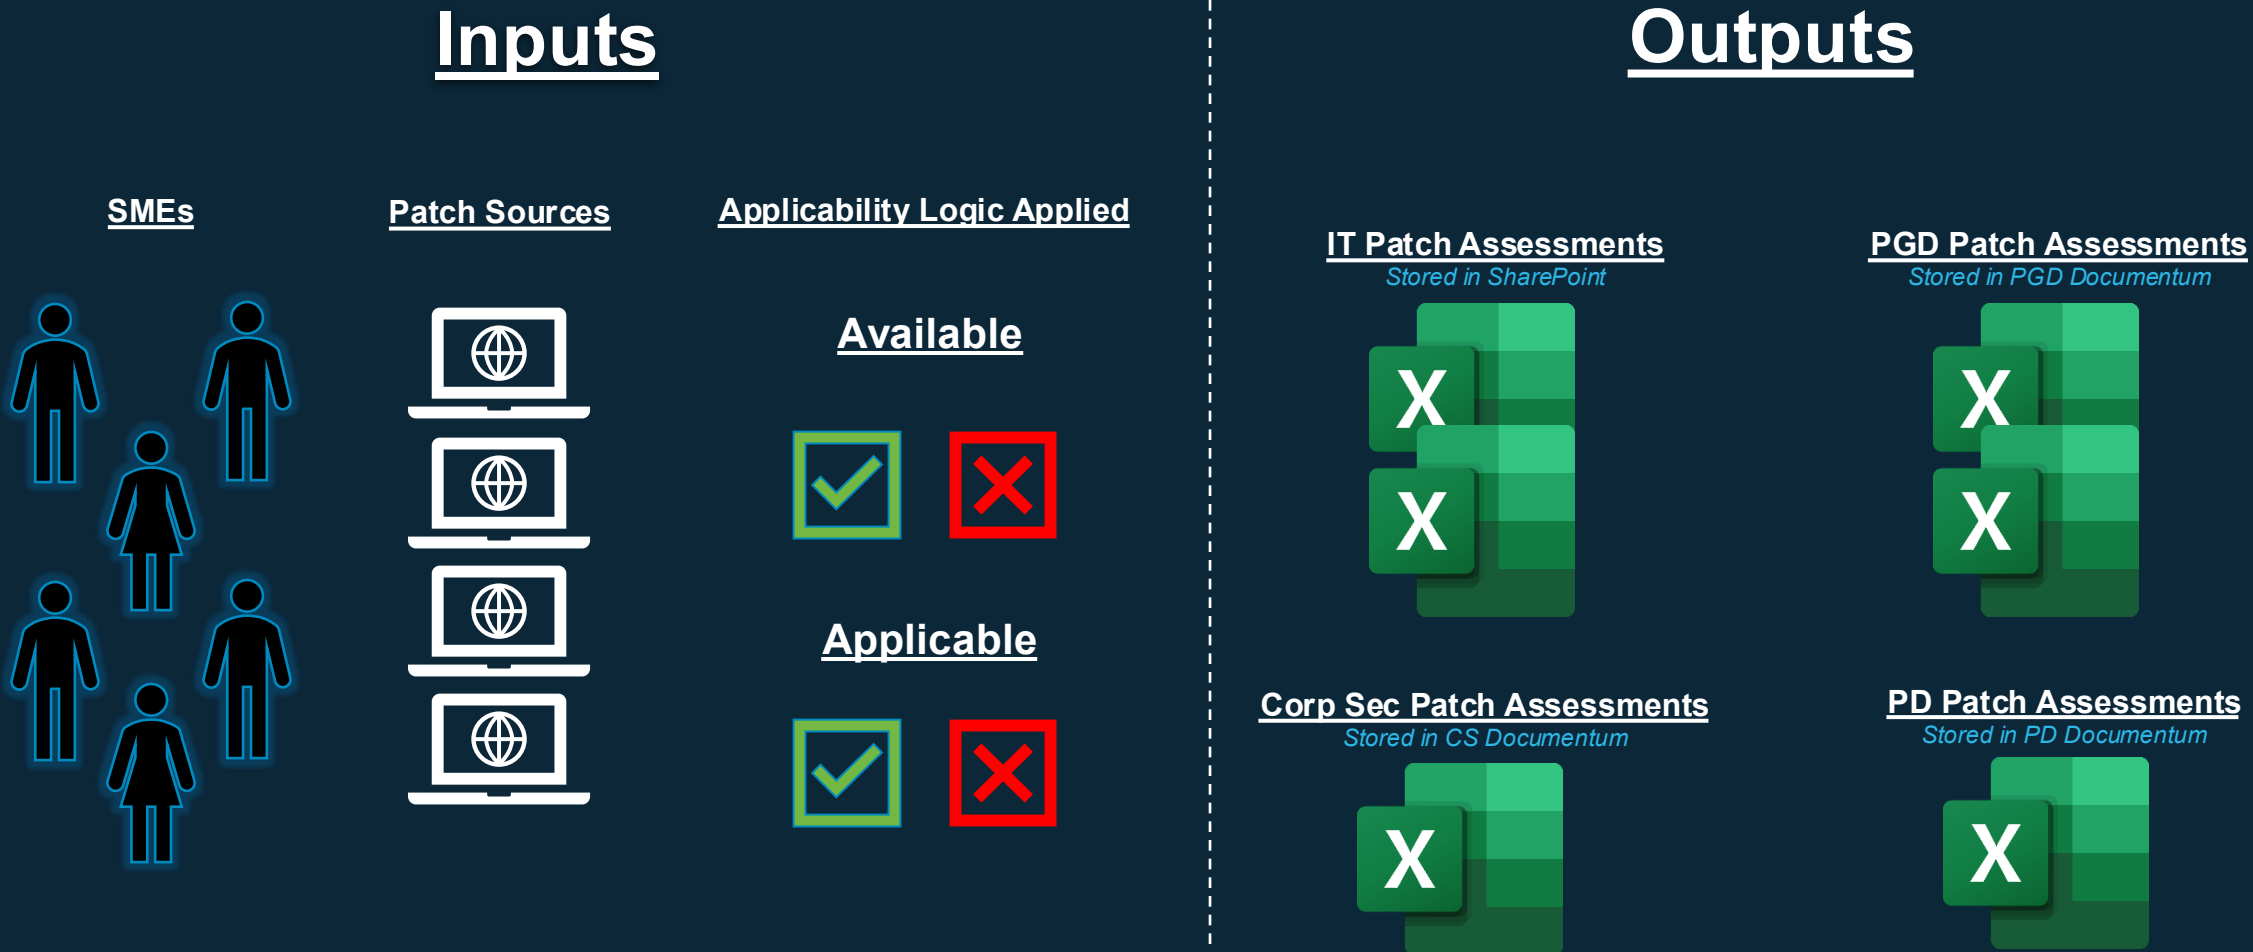 Inputs
Outputs
SMEs
Patch Sources
Applicability Logic Applied
Available
Applicable
IT Patch Assessments
Stored in SharePoint
X
X
PGD Patch Assessments
Stored in PGD Documentum
X
X
Corp Sec Patch Assessments
Stored in CS Documentum
X
PD Patch Assessments
Stored in PD Documentum
X